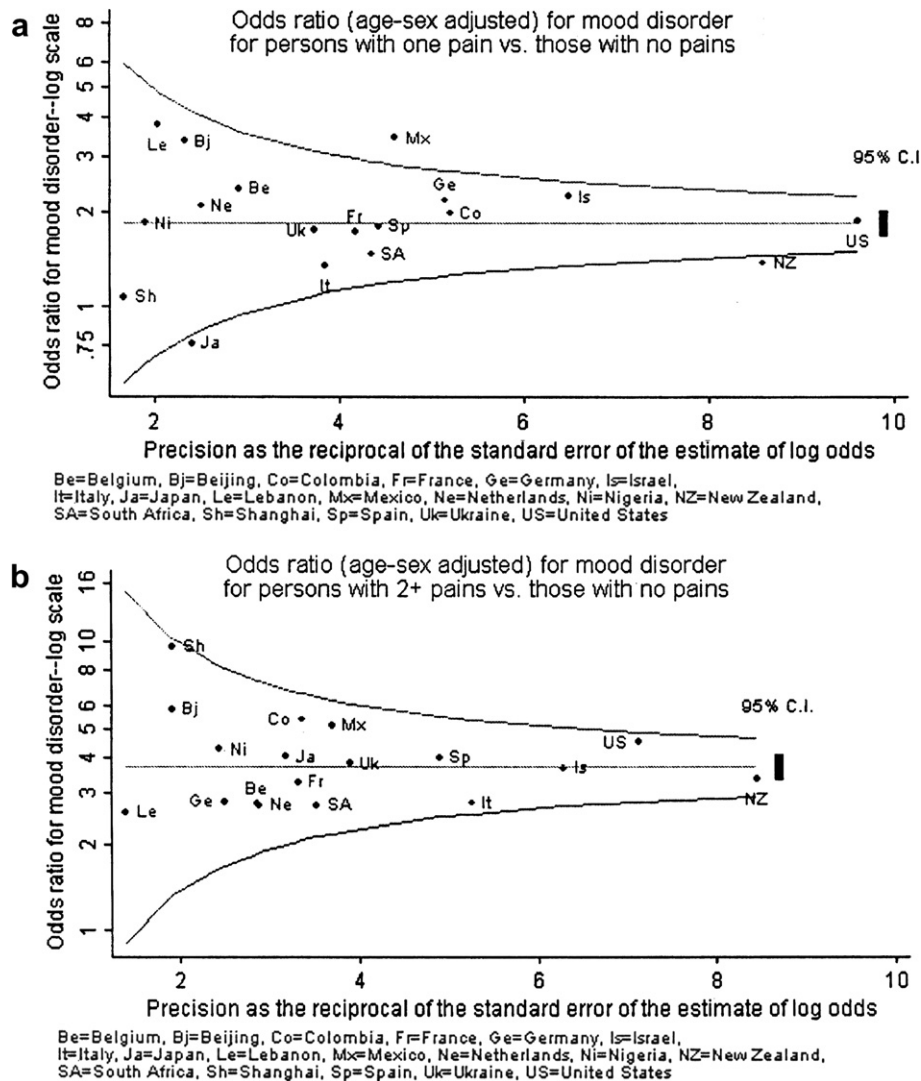 a
Odds ratio (age-sex adjusted) for mood disorder
for persons with one pain vs. those with no pains
Odds ratio for mood disorder--log scale
8
6
5
4
3
2
1
.75
Le
Bj
Mx
95% C.I.
Be
Ge
Is
Ne
Co
Ni
Uk
Fr
Sp
US
SA
It
NZ
Sh
Ja
2
4
6
8
10
Precision as the reciprocal of the standard error of the estimate of log odds
Be=Belgium, Bj=Beijing, Co=Colombia, Fr=France, Ge=Germany, Is=Israel,
It=Italy, Ja=Japan, Le=Lebanon, Mx=Mexico, Ne=Netherlands, Ni=Nigeria, NZ=New Zealand,
SA=South Africa, Sh=Shanghai, Sp=Spain, Uk=Ukraine, US=United States
b
Odds ratio (age-sex adjusted) for mood disorder
for persons with 2+ pains vs. those with no pains
Odds ratio for mood disorder--log scale
16
10
8
6
5
4
3
2
1
Sh
Bj
Co
Mx
95% C.I.
US
Ni
Ja
Uk
Sp
Is
Fr
Be
Ge
Ne
SA
It
NZ
Le
2
4
6
8
10
Precision as the reciprocal of the standard error of the estimate of log odds
Be=Belgium, Bj=Beijing, Co=Colombia, Fr=France, Ge=Germany, Is=Israel,
It=Italy, Ja=Japan, Le=Lebanon, Mx=Mexico, Ne=Netherlands, Ni=Nigeria, NZ=New Zealand,
SA=South Africa, Sh=Shanghai, Sp=Spain, Uk=Ukraine, US=United States